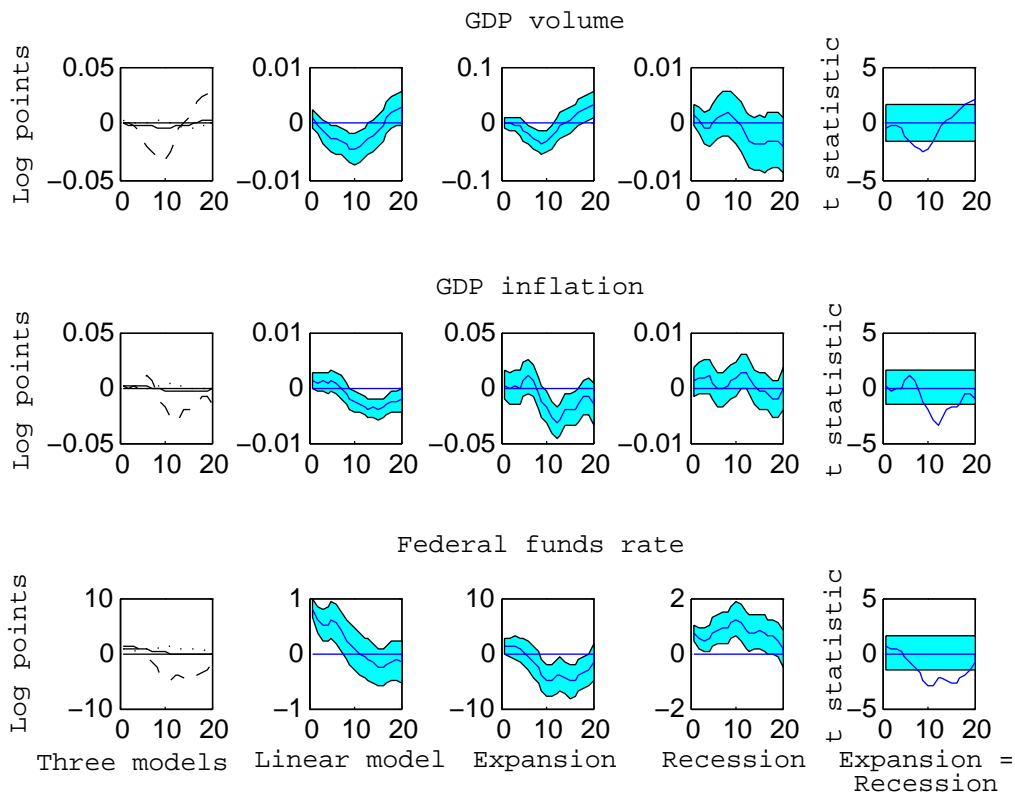 GDP volume
Log points
0.05
0
−0.05
0 10 20
0.01
0
−0.01
0 10 20
0.1
0
−0.1
0 10 20
0.01
0
−0.01
0 10 20
t statistic
5
0
−5
0 10 20
GDP inflation
Log points
0.05
0
−0.05
0 10 20
0.01
0
−0.01
0 10 20
0.05
0
−0.05
0 10 20
0.01
0
−0.01
0 10 20
t statistic
5
0
−5
0 10 20
Federal funds rate
Log points
10
0
−10
0 10 20
1
0
−1
0 10 20
10
0
−10
0 10 20
2
0
−2
0 10 20
t statistic
5
0
−5
0 10 20
Three models
Linear model
Expansion
Recession
Expansion =
Recession